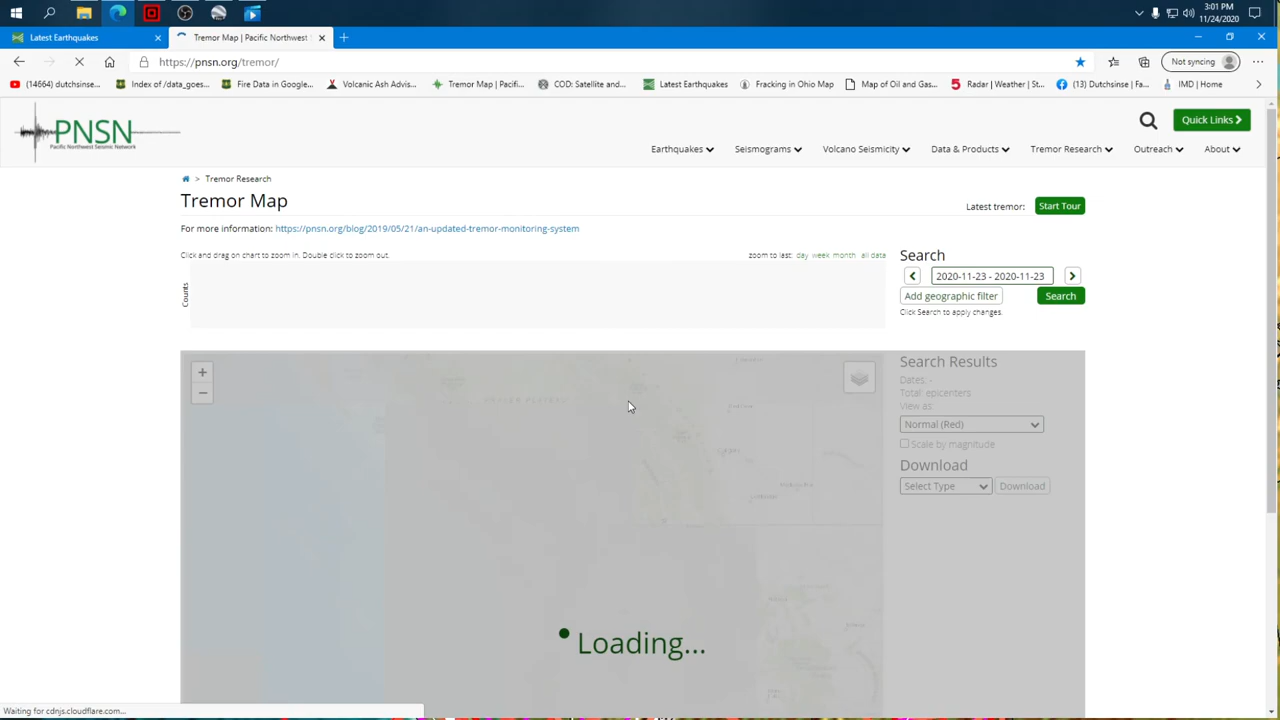 3:01 PM
11/24/2020
Latest Earthquakes
Tremor Map | Pacific Northwest S
https://pnsn.org/tremor/
Not syncing
(14664) dutchsinse...
Index of /data_goes...
Fire Data in Google...
Volcanic Ash Advis...
Tremor Map | Pacifi...
COD: Satellite and...
Latest Earthquakes
Fracking in Ohio Map
Map of Oil and Gas...
Radar | Weather | St...
(13) Dutchsinse | Fa...
IMD | Home
PNSN
Pacific Northwest Seismic Network
Quick Links
Earthquakes
Seismograms
Volcano Seismicity
Data & Products
Tremor Research
Outreach
About
> Tremor Research
Tremor Map
Latest tremor:
Start Tour
For more information: https://pnsn.org/blog/2019/05/21/an-updated-tremor-monitoring-system
Click and drag on chart to zoom in. Double click to zoom out.
zoom to last: day week month all data
Counts
Search
2020-11-23 - 2020-11-23
Add geographic filter
Search
Click Search to apply changes.
+
−
Search Results
Dates: -
Total: epicenters
View as:
Normal (Red)
Scale by magnitude
Download
Select Type
Download
Loading...
Waiting for cdnjs.cloudflare.com...